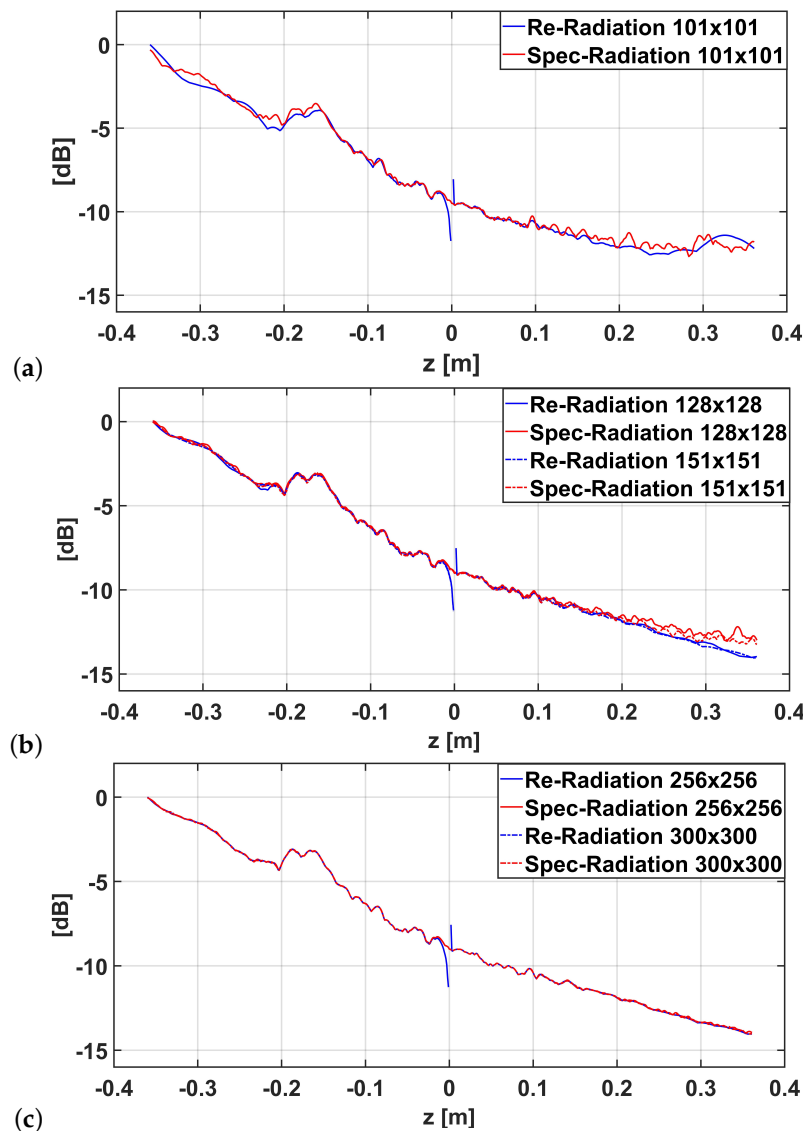 Re-Radiation 101x101
Spec-Radiation 101x101
0
-5
-10
-15
[dB]
-0.4 -0.3 -0.2 -0.1 0 0.1 0.2 0.3 0.4
z [m]
(a)
Re-Radiation 128x128
Spec-Radiation 128x128
Re-Radiation 151x151
Spec-Radiation 151x151
0
-5
-10
-15
[dB]
-0.4 -0.3 -0.2 -0.1 0 0.1 0.2 0.3 0.4
z [m]
(b)
Re-Radiation 256x256
Spec-Radiation 256x256
Re-Radiation 300x300
Spec-Radiation 300x300
0
-5
-10
-15
[dB]
-0.4 -0.3 -0.2 -0.1 0 0.1 0.2 0.3 0.4
z [m]
(c)